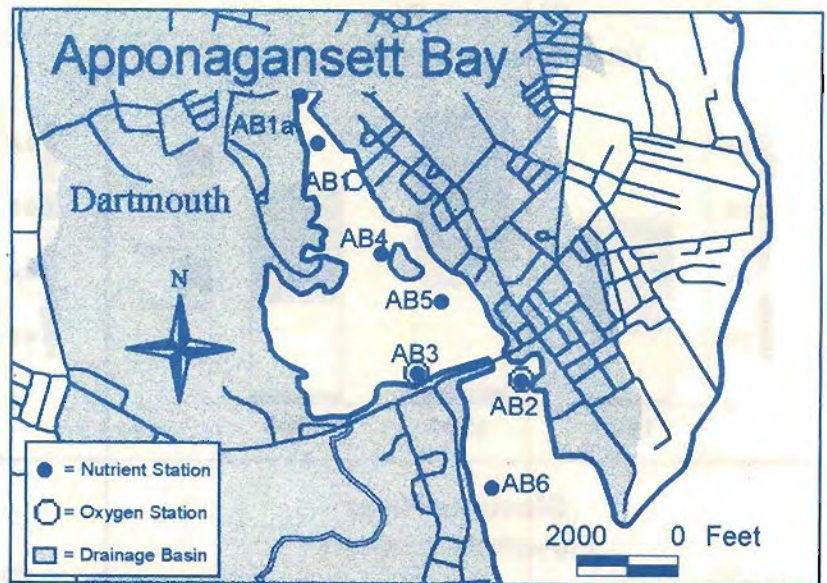 Apponagansett Bay
AB1a
AB1
Dartmouth
AB4
N
AB5
AB3
AB2
AB6
= Nutrient Station
= Oxygen Station
= Drainage Basin
2000 0 Feet